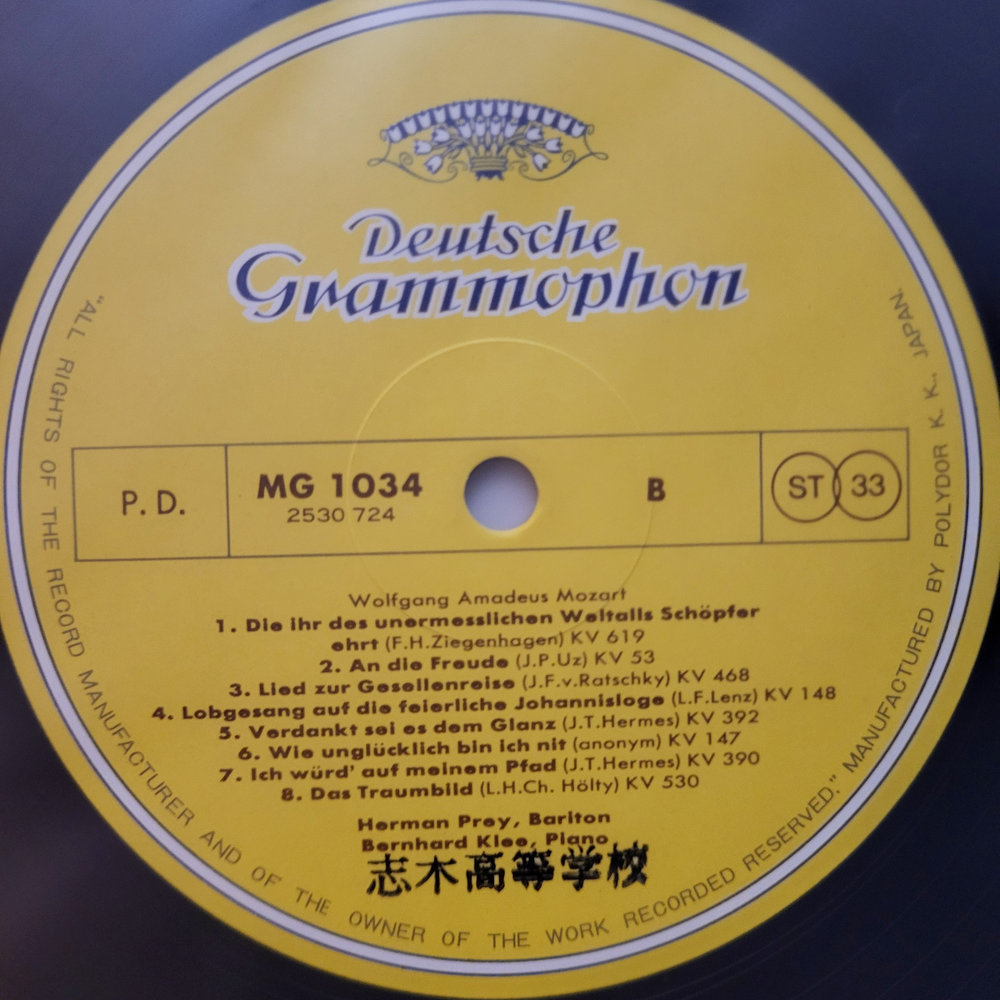 Deutsche
Grammophon
P. D.
MG 1034
2530 724
B
ST 33
Wolfgang Amadeus Mozart
1. Die ihr des unermesslichen Weltalls Schöpfer
ehrt (F.H.Ziegenhagen) KV 619
2. An die Freude (J.P.Uz) KV 53
3. Lied zur Gesellenreise (J.F.v.Ratschky) KV 468
4. Lobgesang auf die feierliche Johannisloge (L.F.Lenz) KV 148
5. Verdankt sei es dem Glanz (J.T.Hermes) KV 392
6. Wie unglücklich bin ich nit (anonym) KV 147
7. Ich würd' auf meinem Pfad (J.T.Hermes) KV 390
8. Das Traumbild (L.H.Ch. Hölty) KV 530
Herman Prey, Bariton
Bernhard Klee, Piano
志木高等学校
"ALL RIGHTS OF THE RECORD MANUFACTURER AND OF THE OWNER OF THE WORK RECORDED RESERVED." MANUFACTURED BY POLYDOR K. K., JAPAN.